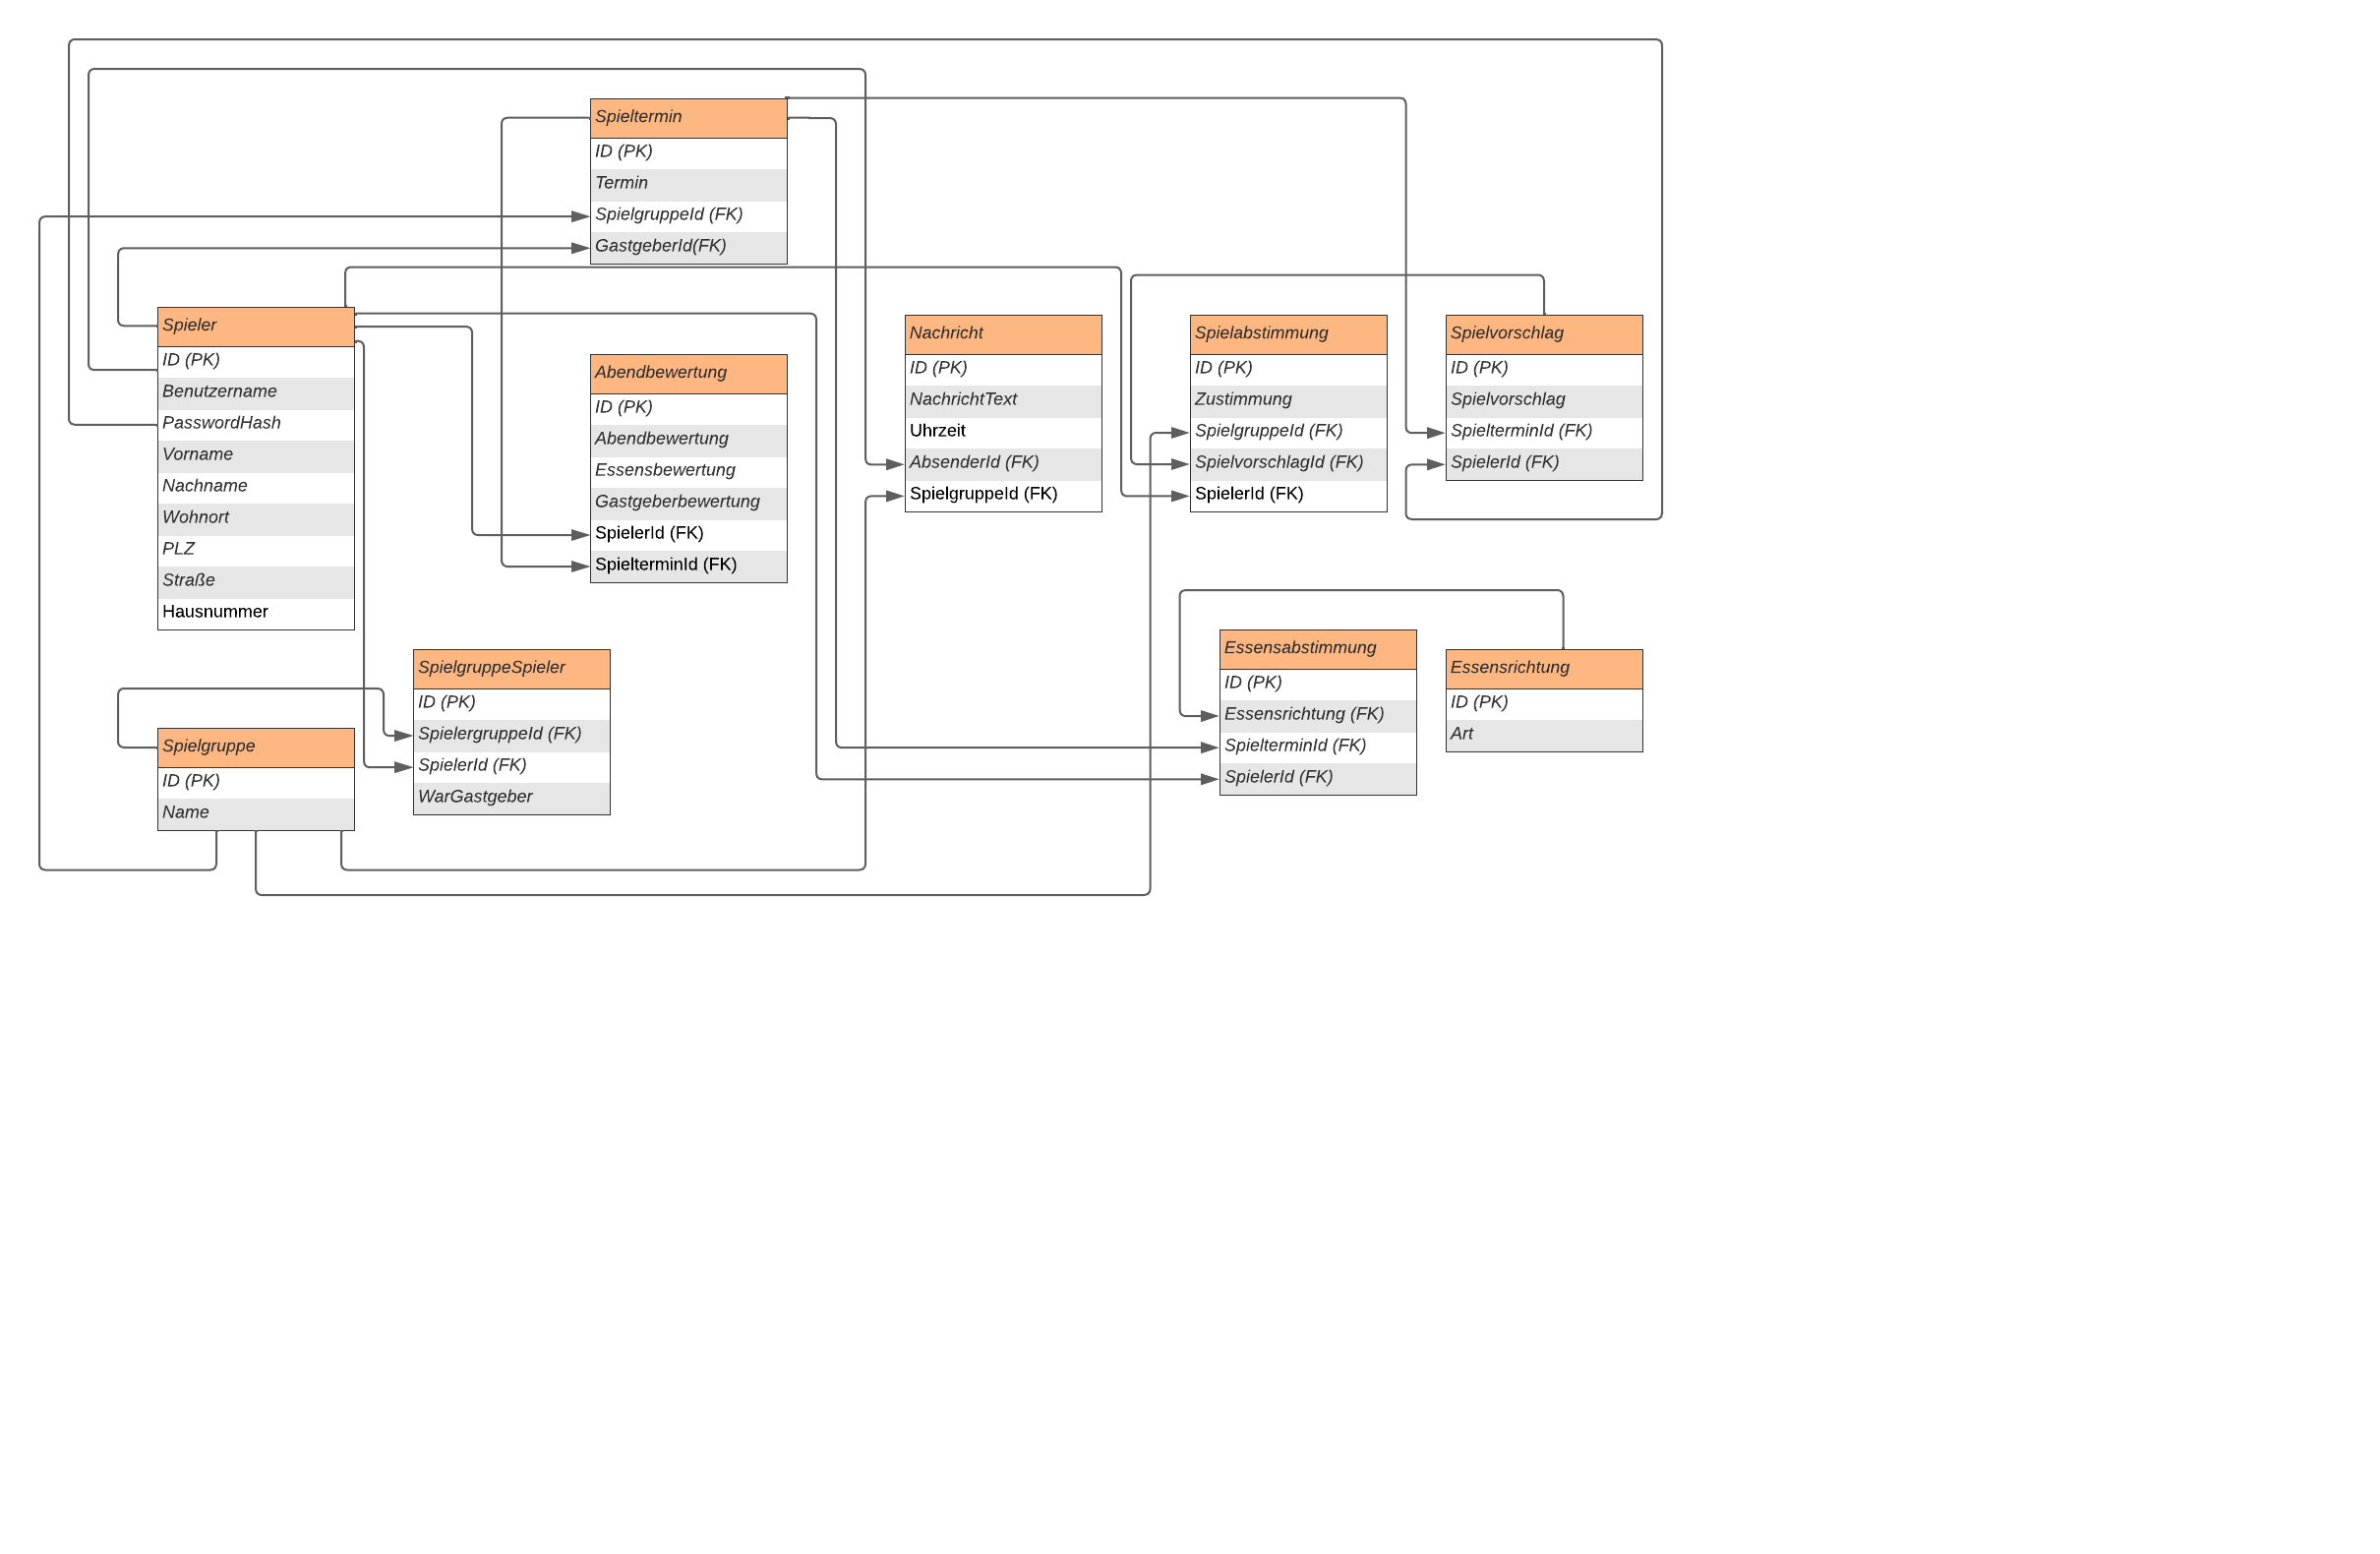 Spieltermin
ID (PK)
Termin
SpielgruppeId (FK)
GastgeberId(FK)
Spieler
ID (PK)
Benutzername
PasswordHash
Vorname
Nachname
Wohnort
PLZ
Straße
Hausnummer
Abendbewertung
ID (PK)
Abendbewertung
Essensbewertung
Gastgeberbewertung
SpielerId (FK)
SpielterminId (FK)
Nachricht
ID (PK)
NachrichtText
Uhrzeit
AbsenderId (FK)
SpielgruppeId (FK)
Spielabstimmung
ID (PK)
Zustimmung
SpielgruppeId (FK)
SpielvorschlagId (FK)
SpielerId (FK)
Spielvorschlag
ID (PK)
Spielvorschlag
SpielterminId (FK)
SpielerId (FK)
SpielgruppeSpieler
ID (PK)
SpielergruppeId (FK)
SpielerId (FK)
WarGastgeber
Spielgruppe
ID (PK)
Name
Essensabstimmung
ID (PK)
Essensrichtung (FK)
SpielterminId (FK)
SpielerId (FK)
Essensrichtung
ID (PK)
Art